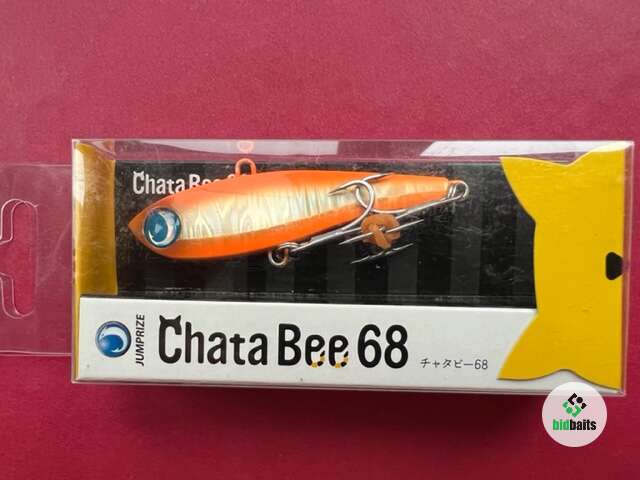 Chata Bee
JUMPRIZE
Chata Bee 68
チャタビー68
bidbaits